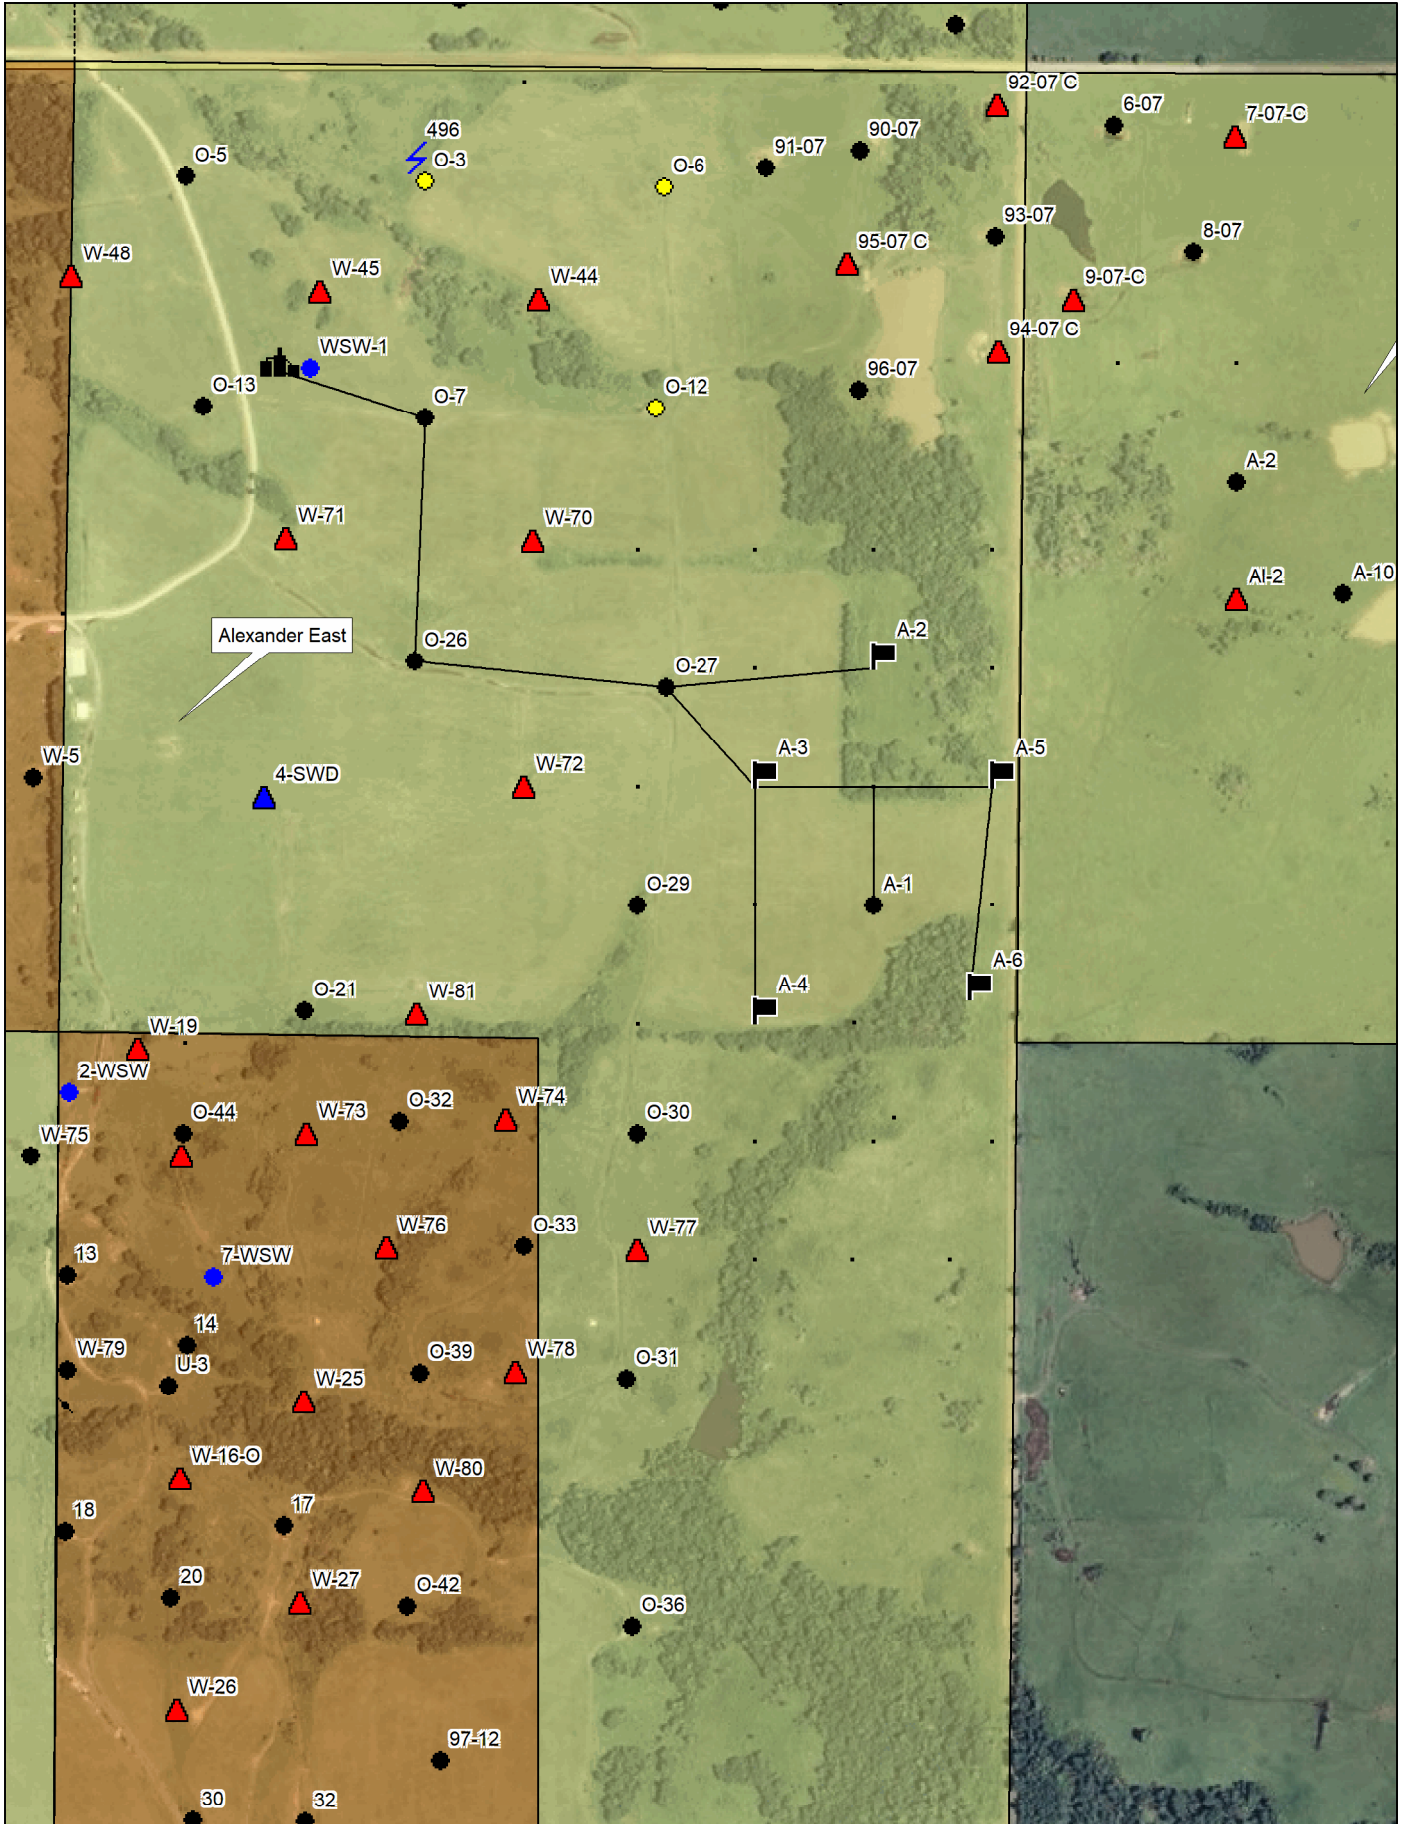 92-07 C
6-07
7-07-C
496
90-07
91-07
O-5
O-3
O-6
93-07
8-07
95-07 C
W-48
W-45
W-44
9-07-C
94-07 C
WSW-1
96-07
O-13
O-7
O-12
A-2
W-71
W-70
AI-2
A-10
Alexander East
O-26
A-2
O-27
W-5
4-SWD
W-72
A-3
A-5
O-29
A-1
A-6
O-21
W-81
A-4
W-19
2-WSW
O-44
W-73
O-32
W-74
O-30
W-75
W-76
O-33
W-77
13
7-WSW
14
W-79
U-3
O-39
W-78
O-31
W-25
W-16-O
W-80
18
17
20
W-27
O-42
O-36
W-26
97-12
30
32